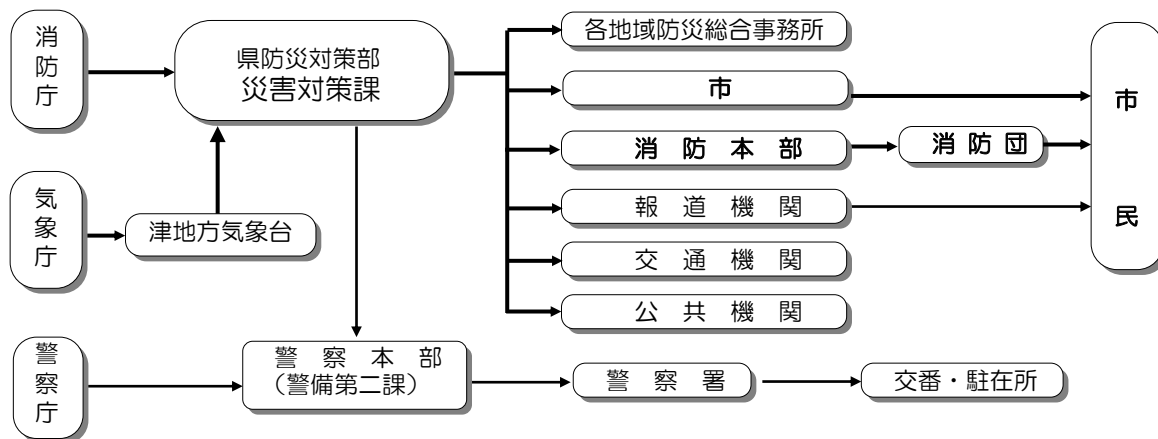 消防庁
県防災対策部
災害対策課
各地域防災総合事務所
市
消防本部
消防団
報道機関
交通機関
公共機関
市民
気象庁
津地方気象台
警察庁
警察本部
（警備第二課）
警察署
交番・駐在所